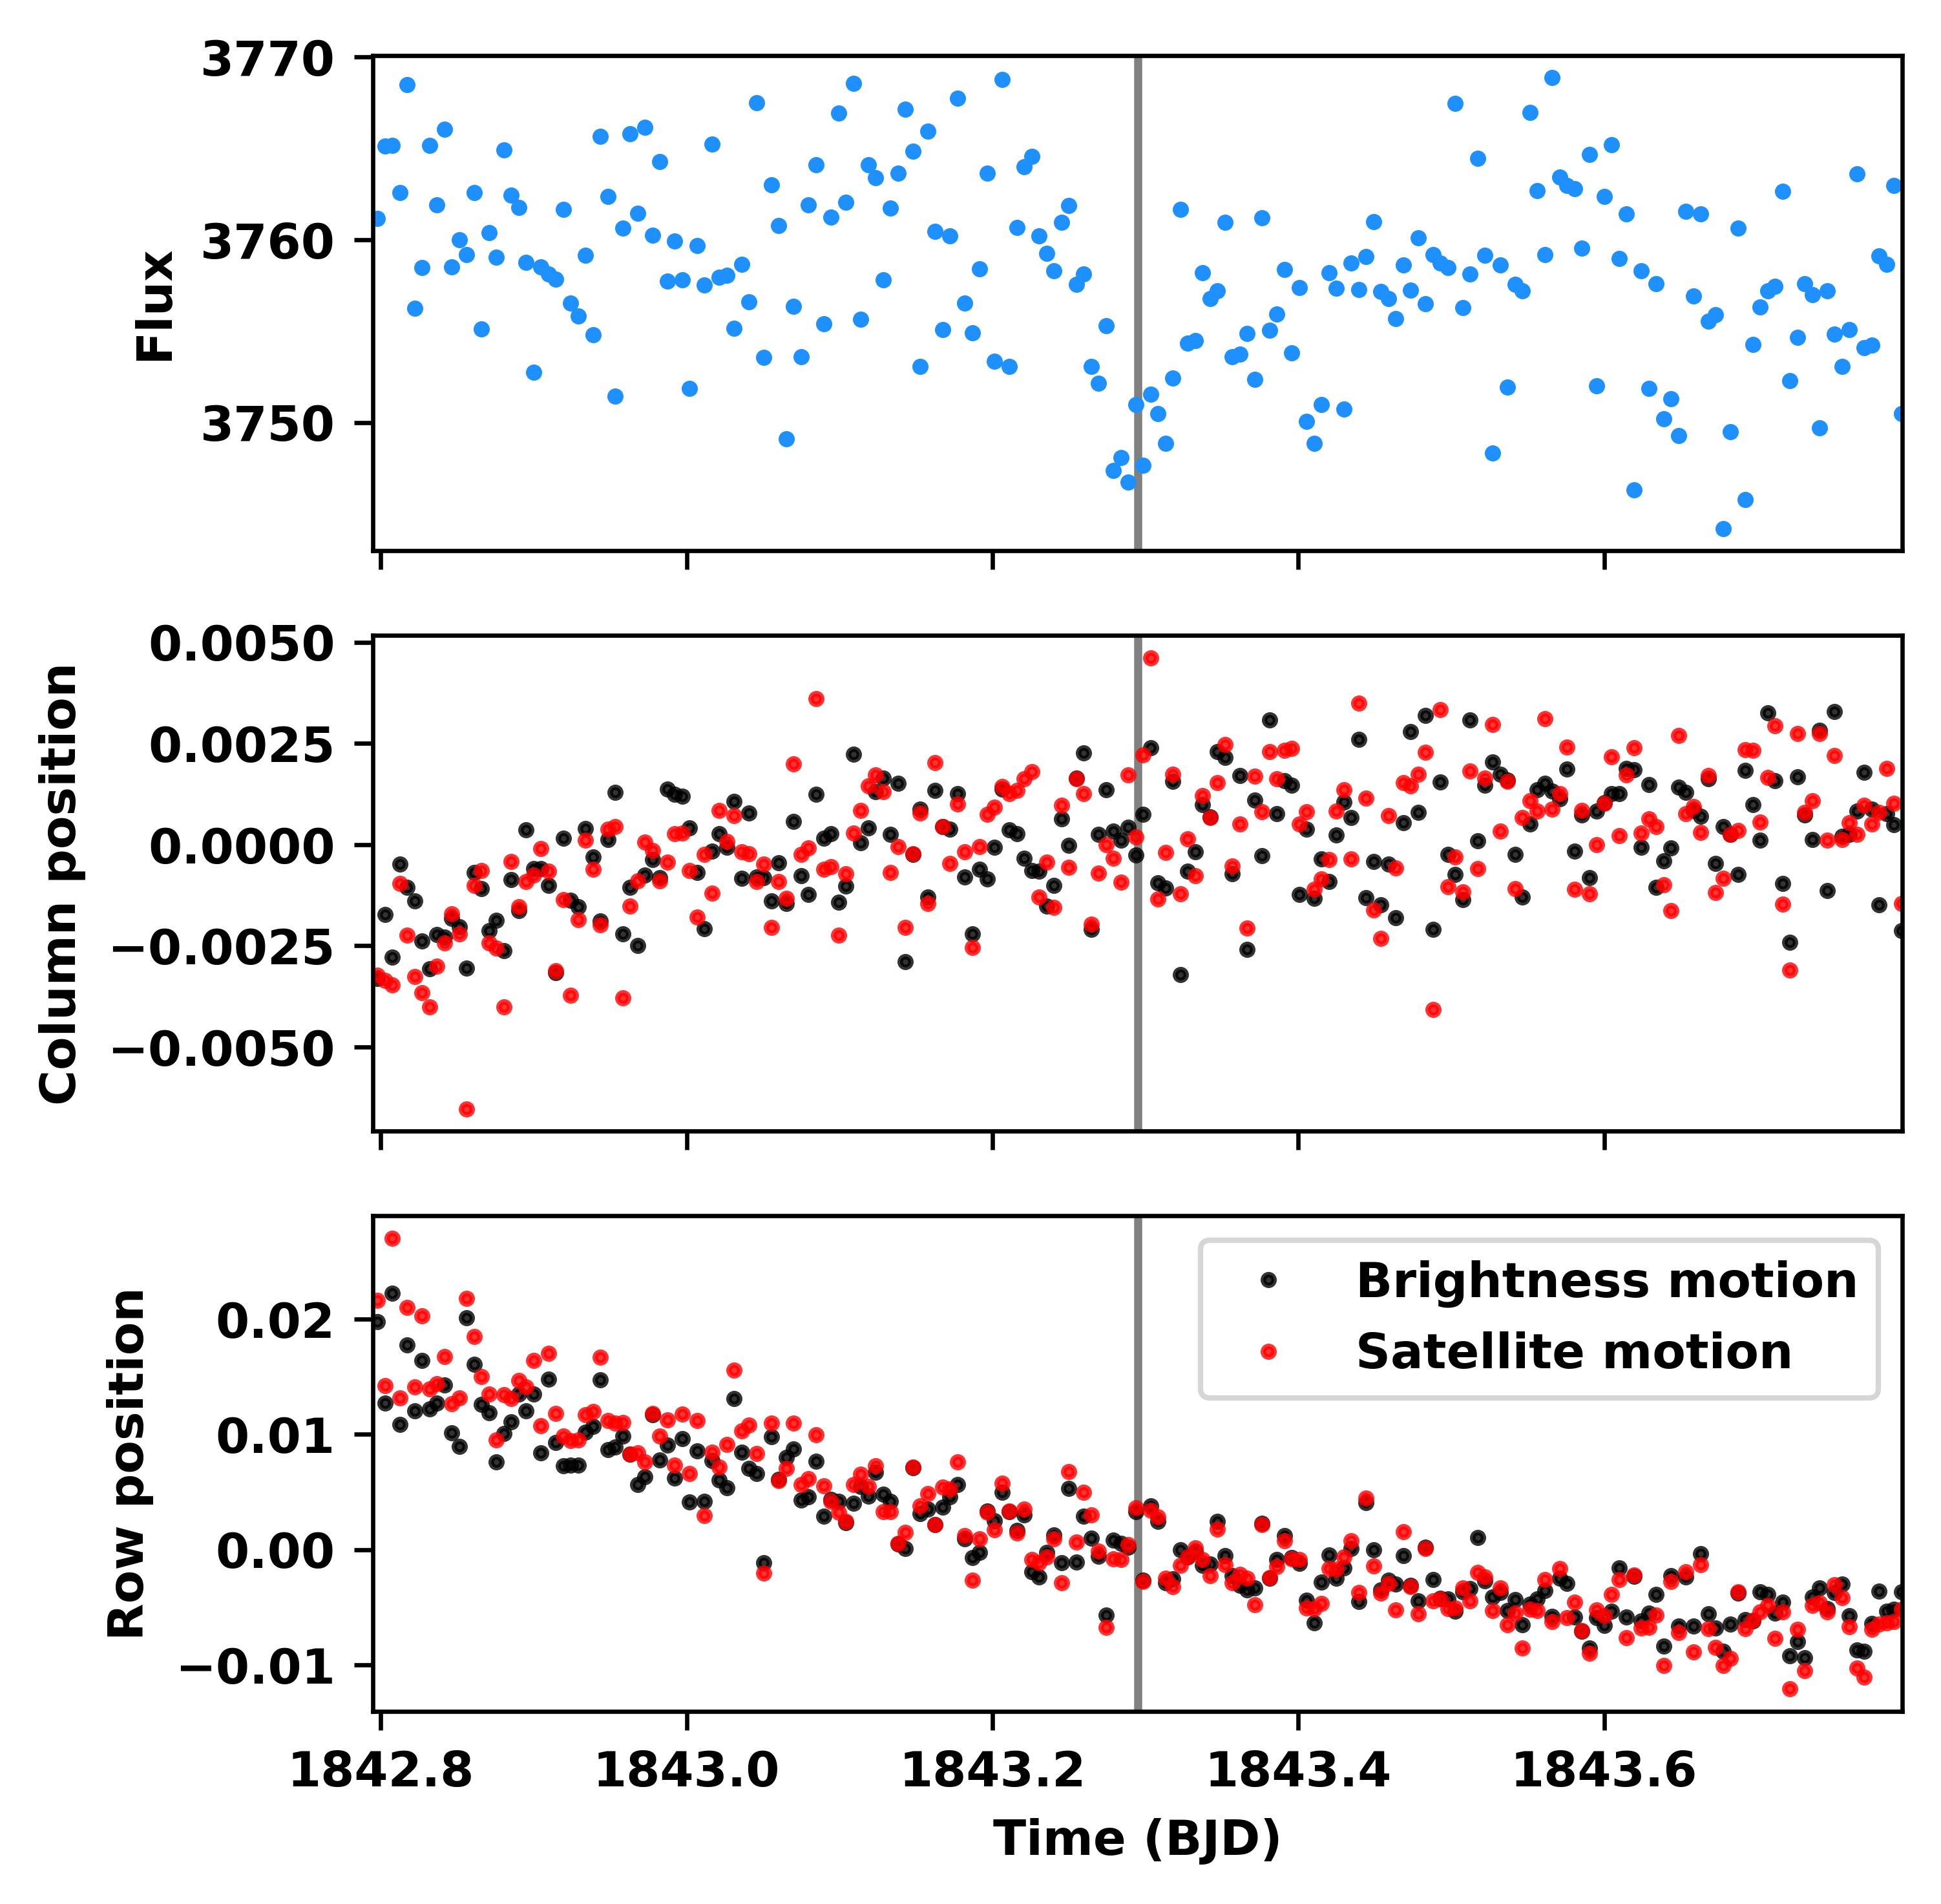 3770
3760
3750
Flux
0.0050
0.0025
0.0000
−0.0025
−0.0050
Column position
0.02
0.01
0.00
−0.01
Row position
Brightness motion
Satellite motion
1842.8 1843.0 1843.2 1843.4 1843.6
Time (BJD)